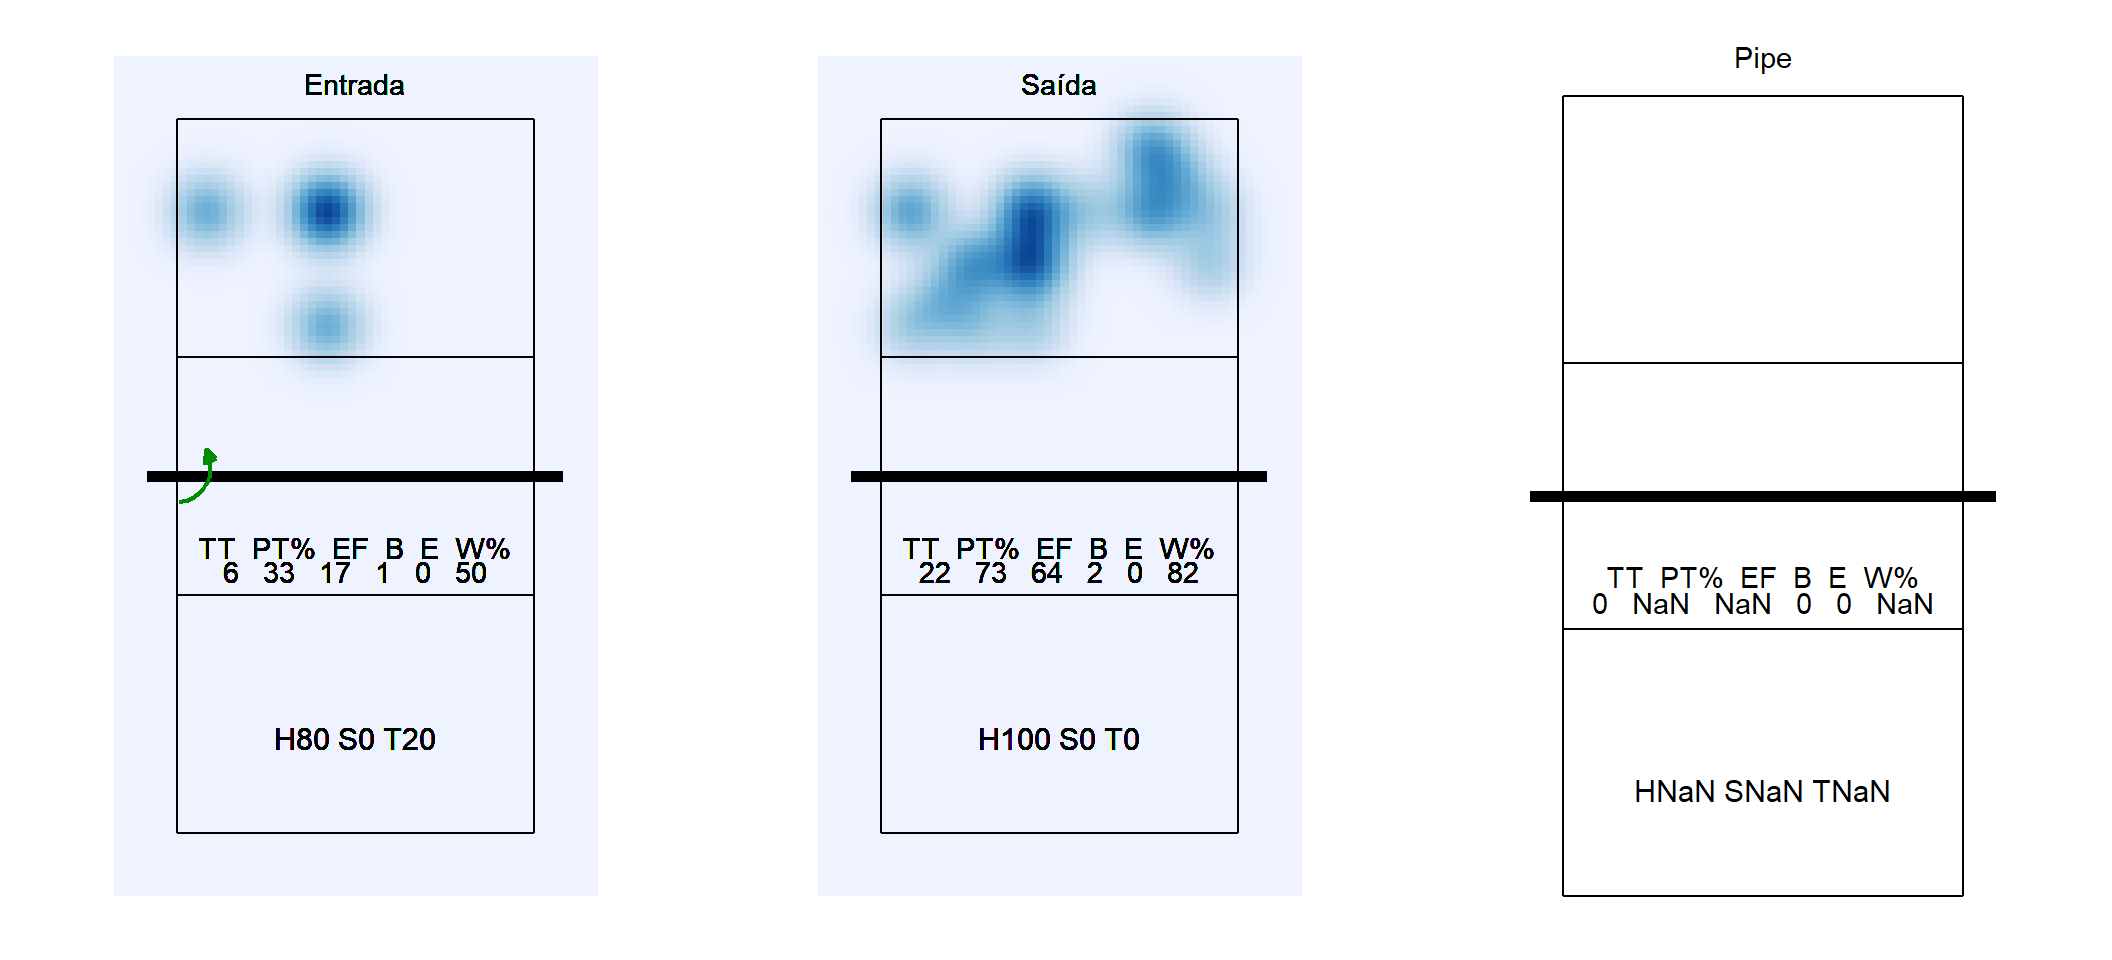 Entrada
TT PT% EF B E W%
6 33 17 1 0 50
H80 S0 T20
Saída
TT PT% EF B E W%
22 73 64 2 0 82
H100 S0 T0
Pipe
TT PT% EF B E W%
0 NaN NaN 0 0 NaN
HNaN SNaN TNaN